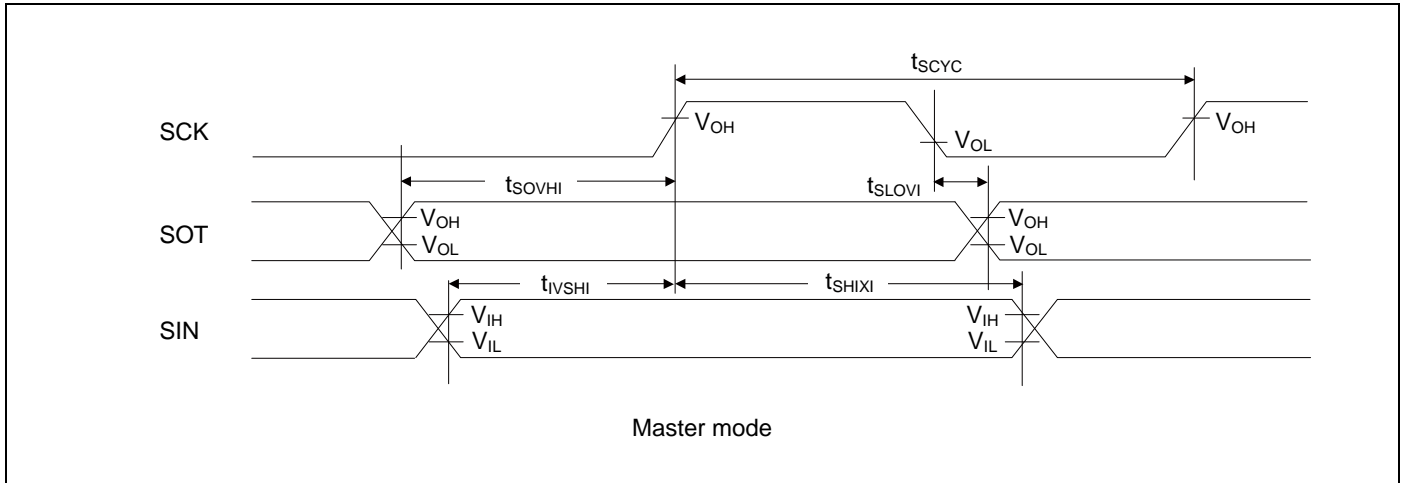 tSCYC
SCK
VOH
VOL
VOH
tSOVHI
tSLOVI
SOT
VOH
VOL
VOH
VOL
tIVSHI
tSHIXI
SIN
VIH
VIL
VIH
VIL
Master mode